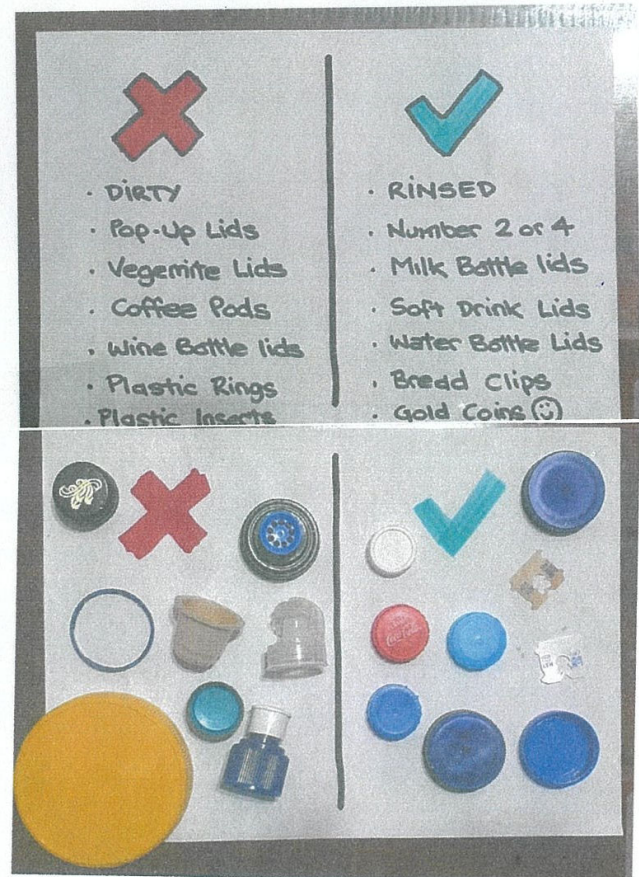 · DIRTY
· Pop-Up Lids
· Vegemite Lids
· Coffee Pods
· Wine Bottle lids
· Plastic Rings
· Plastic Inserts
· RiNSED
· Number 2 or 4
· Milk Bottle lids
· Soft Drink Lids
· Water Bottle Lids
· Bread Clips
· Gold Coins ☺
Coca-Cola